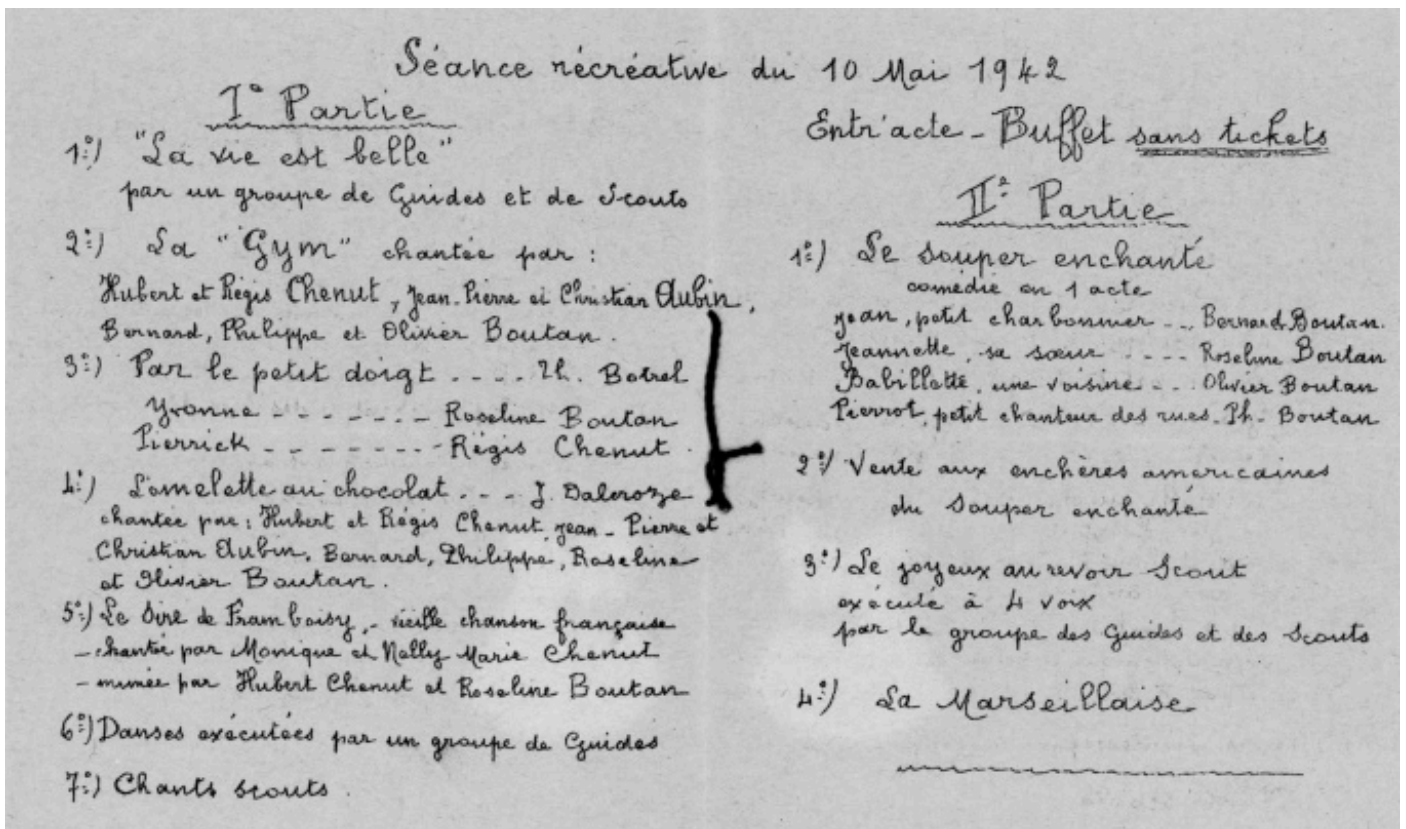 Séance récréative du 10 Mai 1942
I° Partie
1°) "La vie est belle"
par un groupe de Guides et de Scouts
2°) La "Gym" chantée par :
Hubert et Régis Chenut, Jean-Pierre et Christian Aubin,
Bernard, Philippe et Olivier Boutan.
3°) Par le petit doigt .... Th. Botrel
Yvonne - - - - - - Roseline Boutan
Pierrick - - - - - - - Régis Chenut.
4°) L'omelette au chocolat ... J. Dalcroze
chantée par : Hubert et Régis Chenut, Jean-Pierre et
Christian Aubin, Bernard, Philippe, Roseline
et Olivier Boutan.
5°) Le Sire de Framboisy, - vieille chanson française
- chantée par Monique et Nelly-Marie Chenut
- mimée par Hubert Chenut et Roseline Boutan
6°) Danses exécutées par un groupe de Guides
7°) Chants scouts.
Entr'acte - Buffet sans tickets
II° Partie
1°) Le souper enchanté
comédie en 1 acte
Jean, petit charbonnier ... Bernard Boutan.
Jeannette, sa sœur .... Roseline Boutan
Babillette, une voisine ... Olivier Boutan
Pierrot, petit chanteur des rues. Ph. Boutan
2°) Vente aux enchères americaines
du Souper enchanté
3°) Le joyeux au revoir Scout
exécuté à 4 voix
par le groupe des Guides et des Scouts
4°) La Marseillaise